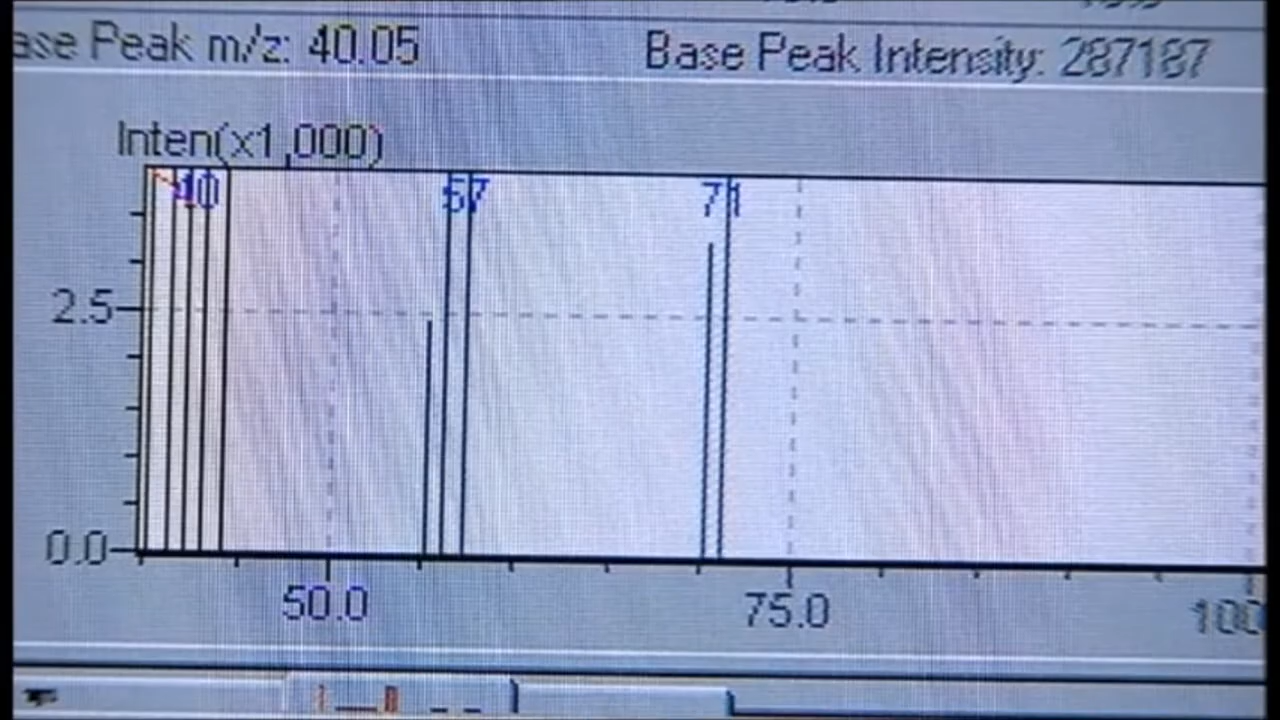 ase Peak m/z: 40.05
Base Peak Intensity: 287187
Inten(x1,000)
40
57
71
2.5
0.0
50.0
75.0
100